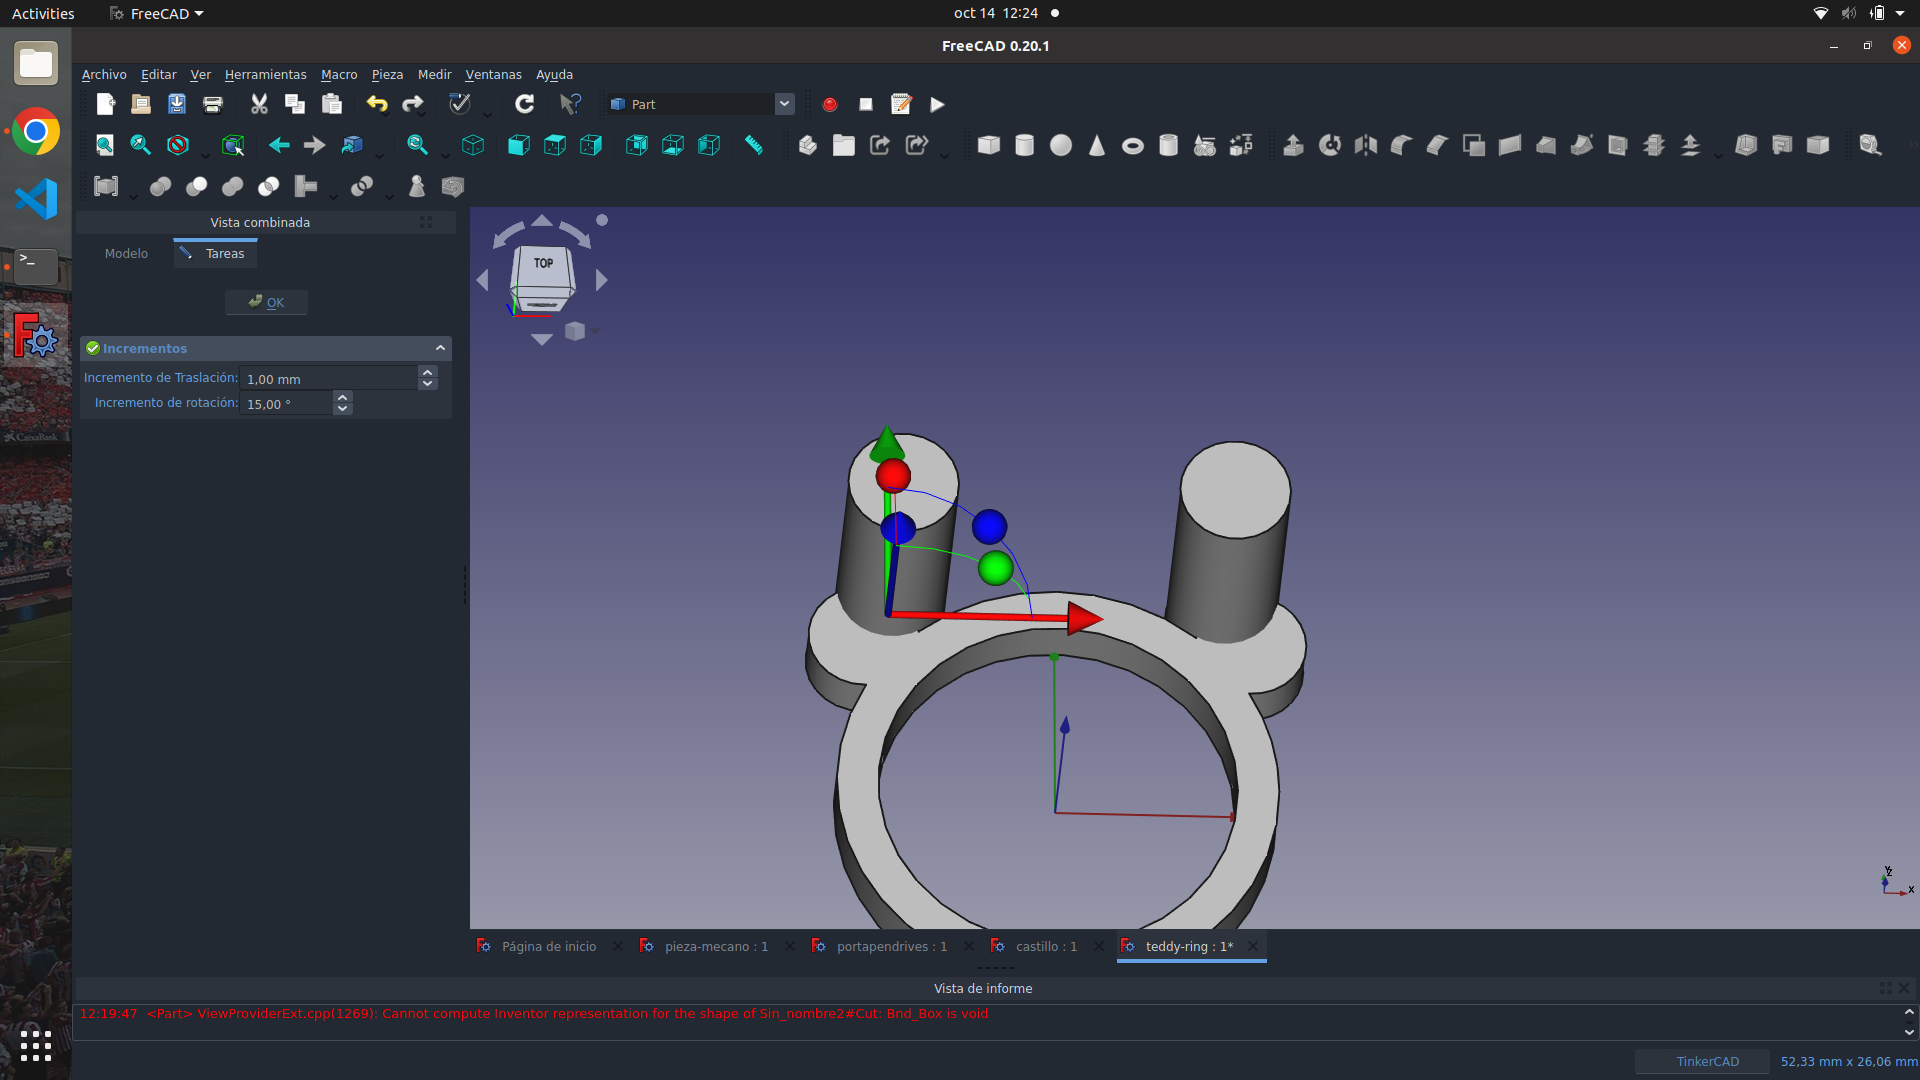 Activities FreeCAD oct 14 12:24
FreeCAD 0.20.1
Archivo Editar Ver Herramientas Macro Pieza Medir Ventanas Ayuda
Part
Vista combinada
Modelo Tareas
OK
Incrementos
Incremento de Traslación: 1,00 mm
Incremento de rotación: 15,00 °
TOP
CaixaBank
Z
X
Página de inicio pieza-mecano : 1 portapendrives : 1 castillo : 1 teddy-ring : 1*
Vista de informe
12:19:47 <Part> ViewProviderExt.cpp(1269): Cannot compute Inventor representation for the shape of Sin_nombre2#Cut: Bnd_Box is void
TinkerCAD 52,33 mm x 26,06 mm